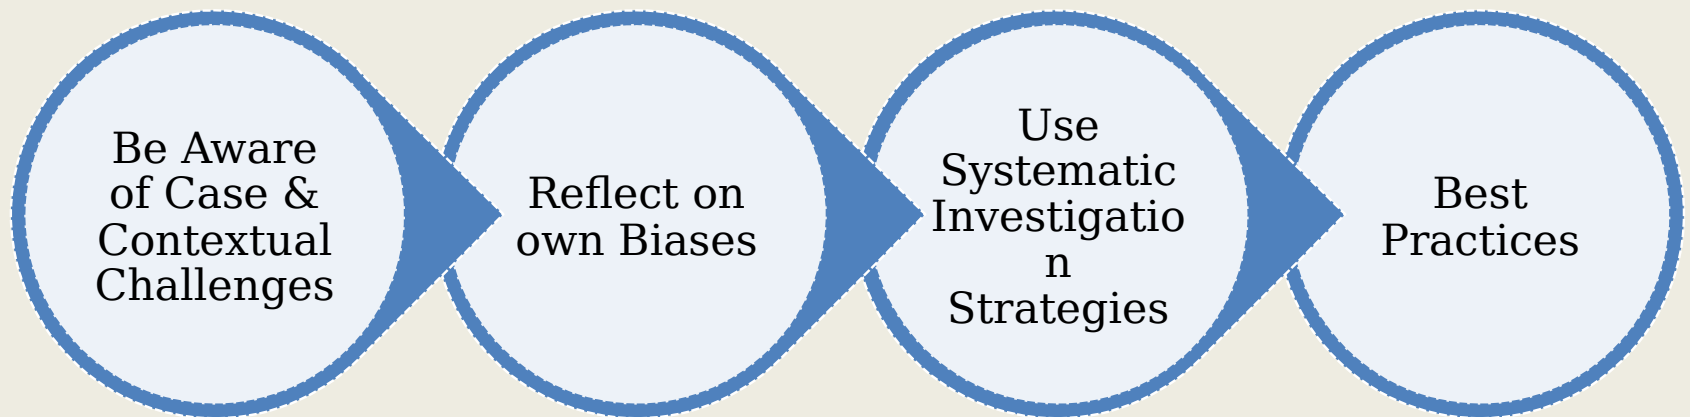 Be Aware
of Case &
Contextual
Challenges
Reflect on
own Biases
Use
Systematic
Investigatio
n
Strategies
Best
Practices